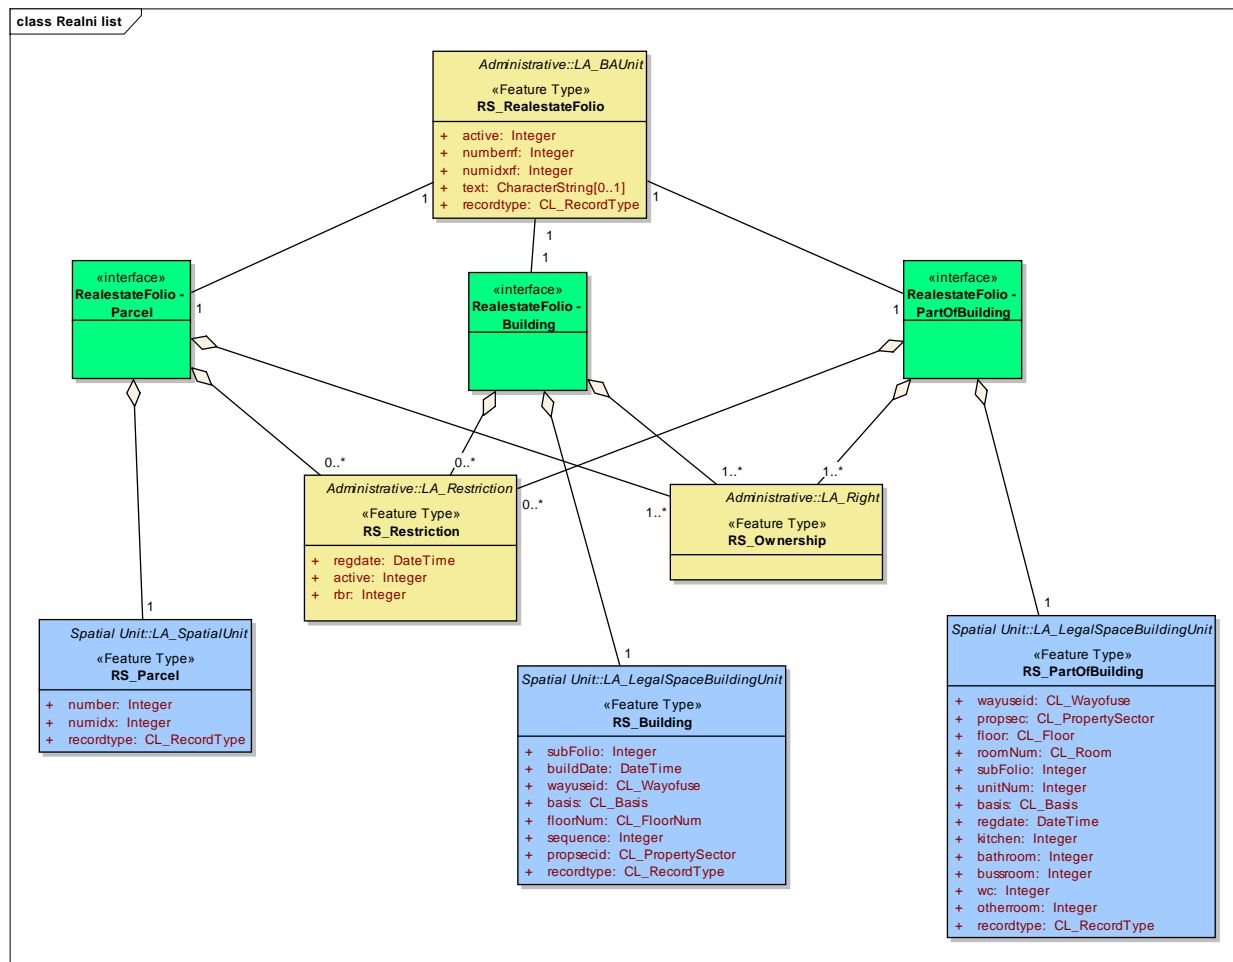 class Realni list
Administrative::LA_BAUnit
«Feature Type»
RS_RealestateFolio
+ active: Integer
+ numberrf: Integer
+ numidxrf: Integer
+ text: CharacterString[0..1]
+ recordtype: CL_RecordType
1
1
1
1
1
1
«interface»
RealestateFolio -
Parcel
«interface»
RealestateFolio -
Building
«interface»
RealestateFolio -
PartOfBuilding
0..*
0..*
0..*
1..*
1..*
1..*
Administrative::LA_Restriction
«Feature Type»
RS_Restriction
+ regdate: DateTime
+ active: Integer
+ rbr: Integer
Administrative::LA_Right
«Feature Type»
RS_Ownership
1
1
1
Spatial Unit::LA_SpatialUnit
«Feature Type»
RS_Parcel
+ number: Integer
+ numidx: Integer
+ recordtype: CL_RecordType
Spatial Unit::LA_LegalSpaceBuildingUnit
«Feature Type»
RS_Building
+ subFolio: Integer
+ buildDate: DateTime
+ wayuseid: CL_Wayofuse
+ basis: CL_Basis
+ floorNum: CL_FloorNum
+ sequence: Integer
+ propsecid: CL_PropertySector
+ recordtype: CL_RecordType
Spatial Unit::LA_LegalSpaceBuildingUnit
«Feature Type»
RS_PartOfBuilding
+ wayuseid: CL_Wayofuse
+ propsec: CL_PropertySector
+ floor: CL_Floor
+ roomNum: CL_Room
+ subFolio: Integer
+ unitNum: Integer
+ basis: CL_Basis
+ regdate: DateTime
+ kitchen: Integer
+ bathroom: Integer
+ bussroom: Integer
+ wc: Integer
+ otherroom: Integer
+ recordtype: CL_RecordType